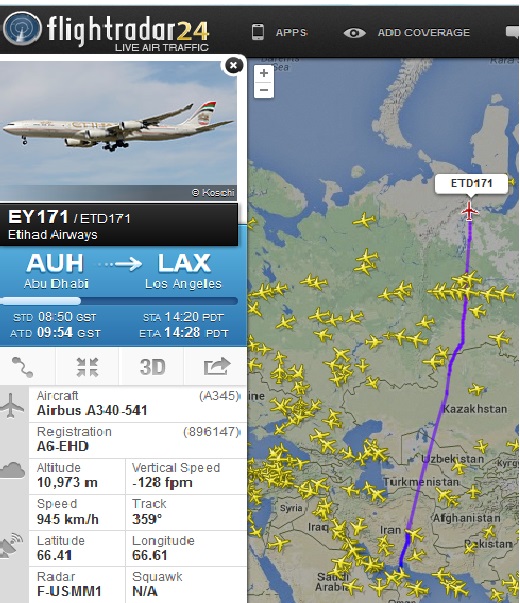 flightradar24
LIVE AIR TRAFFIC
APPS
ADD COVERAGE
© Koschi
EY171 / ETD171
Etihad Airways
AUH LAX
Abu Dhabi Los Angeles
STD 08:50 GST STA 14:20 PDT
ATD 09:54 GST ETA 14:28 PDT
3D
Aircraft (A345)
Airbus A340-541
Registration (896147)
A6-EHD
Altitude Vertical Speed
10,973 m -128 fpm
Speed Track
945 km/h 359°
Latitude Longitude
66.41 66.61
Radar Squawk
F-USMM1 N/A
+
−
Sea
ETD171
Kazakhstan
Uzbekistan
Kyrgy
Turkmenistan
Syria
Iraq
Iran
Afghanistan
Pakistan
Saudi
Arabia